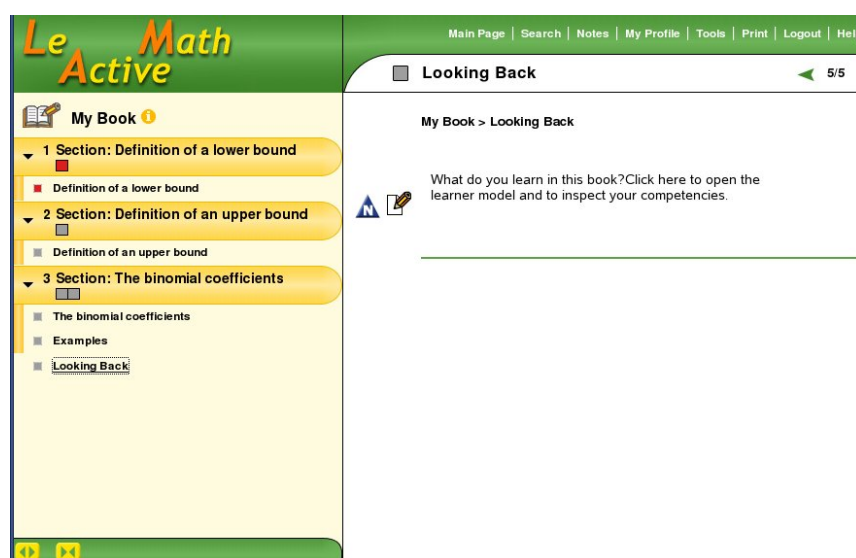 Le Math
Active
Main Page | Search | Notes | My Profile | Tools | Print | Logout | Hel
Looking Back
5/5
My Book
1 Section: Definition of a lower bound
Definition of a lower bound
2 Section: Definition of an upper bound
Definition of an upper bound
3 Section: The binomial coefficients
The binomial coefficients
Examples
Looking Back
My Book > Looking Back
What do you learn in this book?Click here to open the
learner model and to inspect your competencies.
N